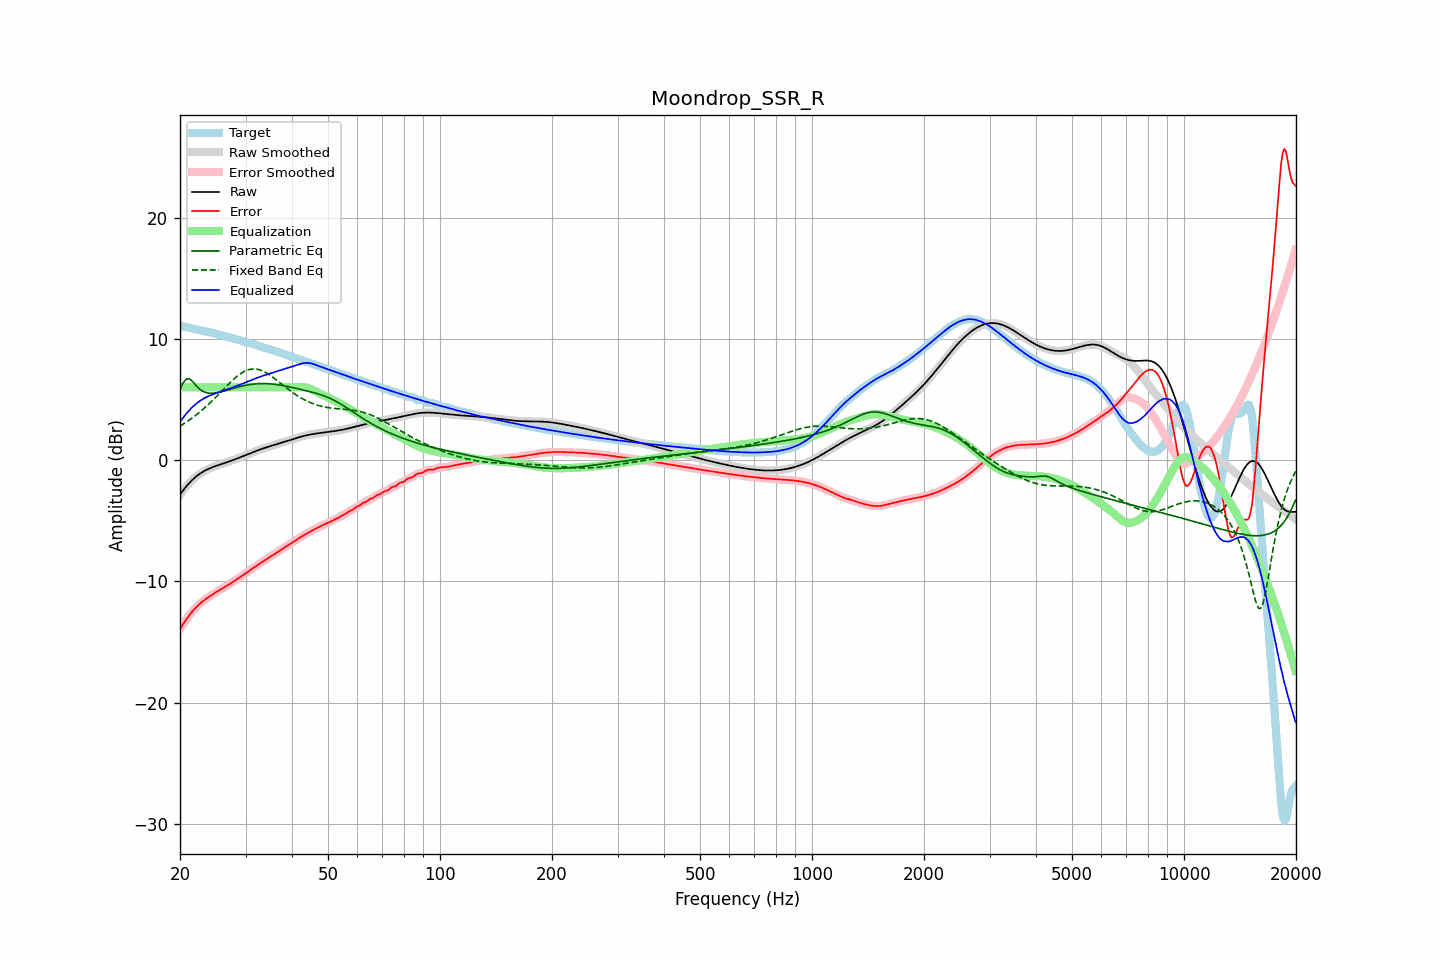 Moondrop_SSR_R
Target
Raw Smoothed
Error Smoothed
Raw
Error
Equalization
Parametric Eq
Fixed Band Eq
Equalized
20
10
0
−10
−20
−30
Amplitude (dBr)
20 50 100 200 500 1000 2000 5000 10000 20000
Frequency (Hz)